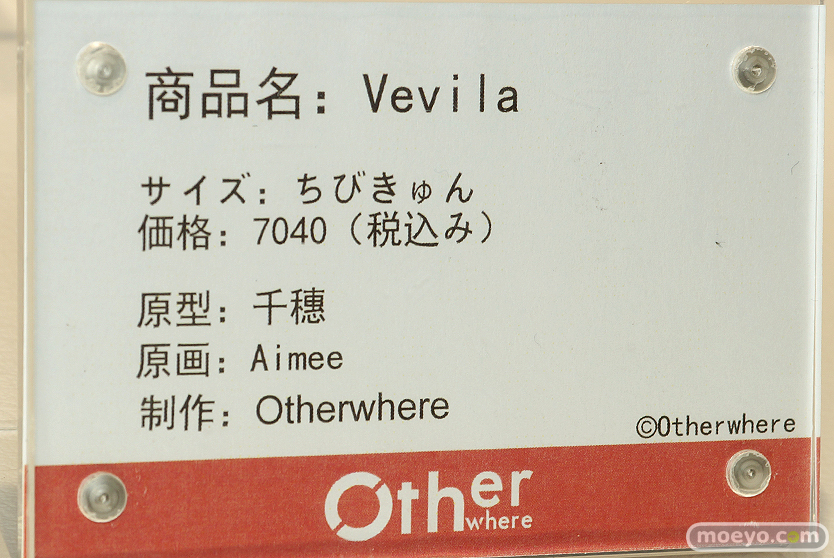 商品名：Vevila
サイズ：ちびきゅん
価格：7040（税込み）
原型：千穗
原画：Aimee
制作：Otherwhere
©Otherwhere
Other
where
moeyo.com